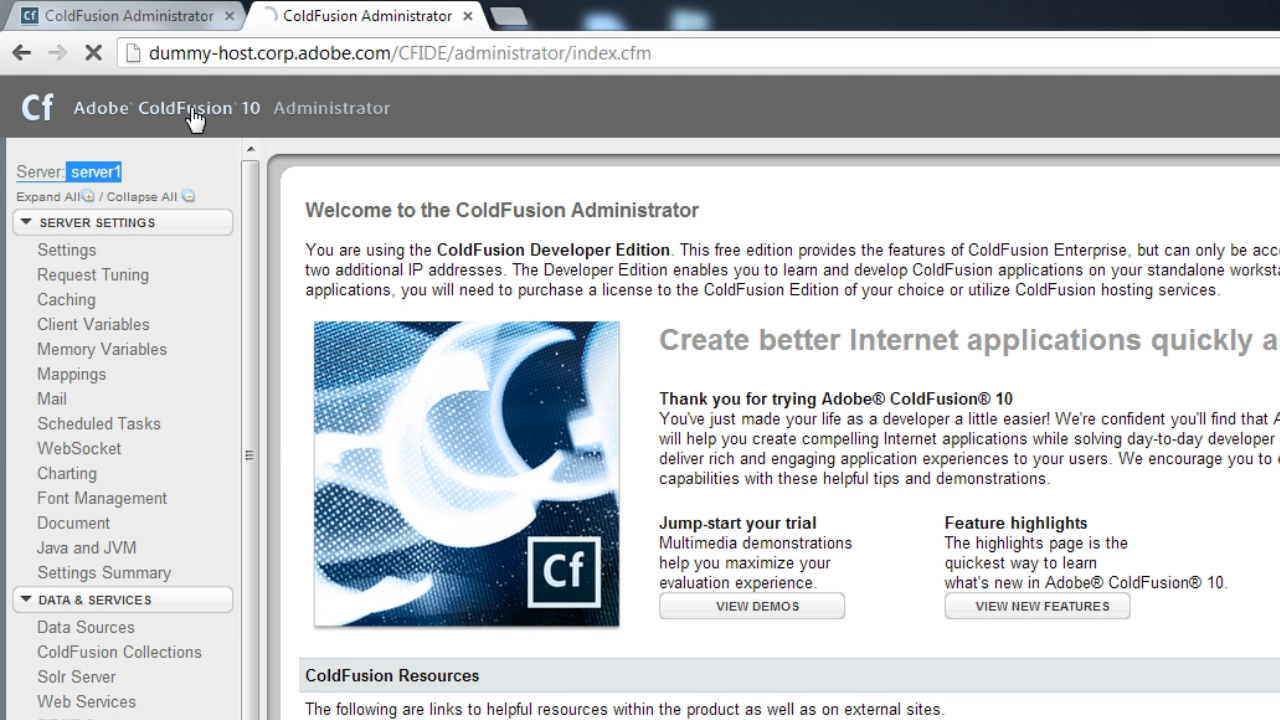 Cf ColdFusion Administrator
ColdFusion Administrator
dummy-host.corp.adobe.com/CFIDE/administrator/index.cfm
Cf Adobe ColdFusion 10 Administrator
Server: server1
Expand All / Collapse All
SERVER SETTINGS
Settings
Request Tuning
Caching
Client Variables
Memory Variables
Mappings
Mail
Scheduled Tasks
WebSocket
Charting
Font Management
Document
Java and JVM
Settings Summary
DATA & SERVICES
Data Sources
ColdFusion Collections
Solr Server
Web Services
Welcome to the ColdFusion Administrator
You are using the ColdFusion Developer Edition. This free edition provides the features of ColdFusion Enterprise, but can only be acc
two additional IP addresses. The Developer Edition enables you to learn and develop ColdFusion applications on your standalone workst
applications, you will need to purchase a license to the ColdFusion Edition of your choice or utilize ColdFusion hosting services.
Cf
Create better Internet applications quickly a
Thank you for trying Adobe® ColdFusion® 10
You've just made your life as a developer a little easier! We're confident you'll find that A
will help you create compelling Internet applications while solving day-to-day developer
deliver rich and engaging application experiences to your users. We encourage you to e
capabilities with these helpful tips and demonstrations.
Jump-start your trial
Multimedia demonstrations
help you maximize your
evaluation experience.
VIEW DEMOS
Feature highlights
The highlights page is the
quickest way to learn
what's new in Adobe® ColdFusion® 10.
VIEW NEW FEATURES
ColdFusion Resources
The following are links to helpful resources within the product as well as on external sites.